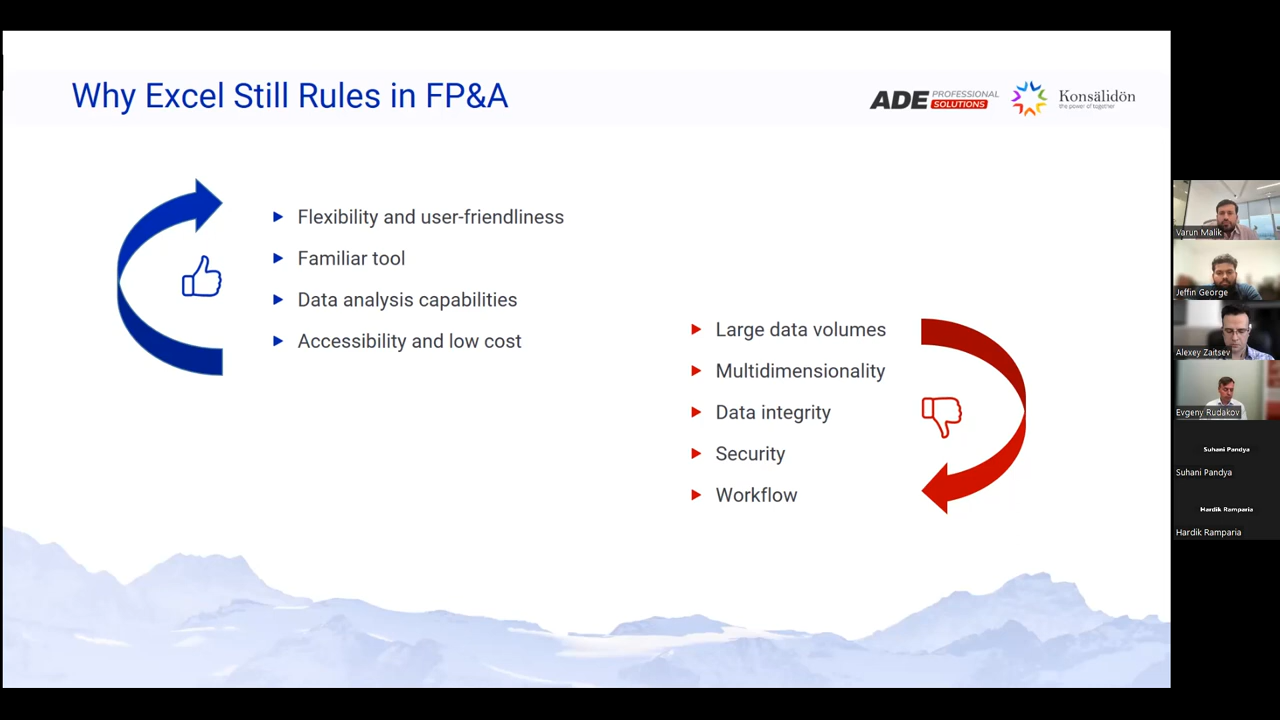 Why Excel Still Rules in FP&A
ADE PROFESSIONAL SOLUTIONS
Konsälidön
the power of together
Flexibility and user-friendliness
Familiar tool
Data analysis capabilities
Accessibility and low cost
Large data volumes
Multidimensionality
Data integrity
Security
Workflow
Varun Malik
Jeffin George
Alexey Zaitsev
Evgeny Rudakov
Suhani Pandya
Suhani Pandya
Hardik Ramparia
Hardik Ramparia